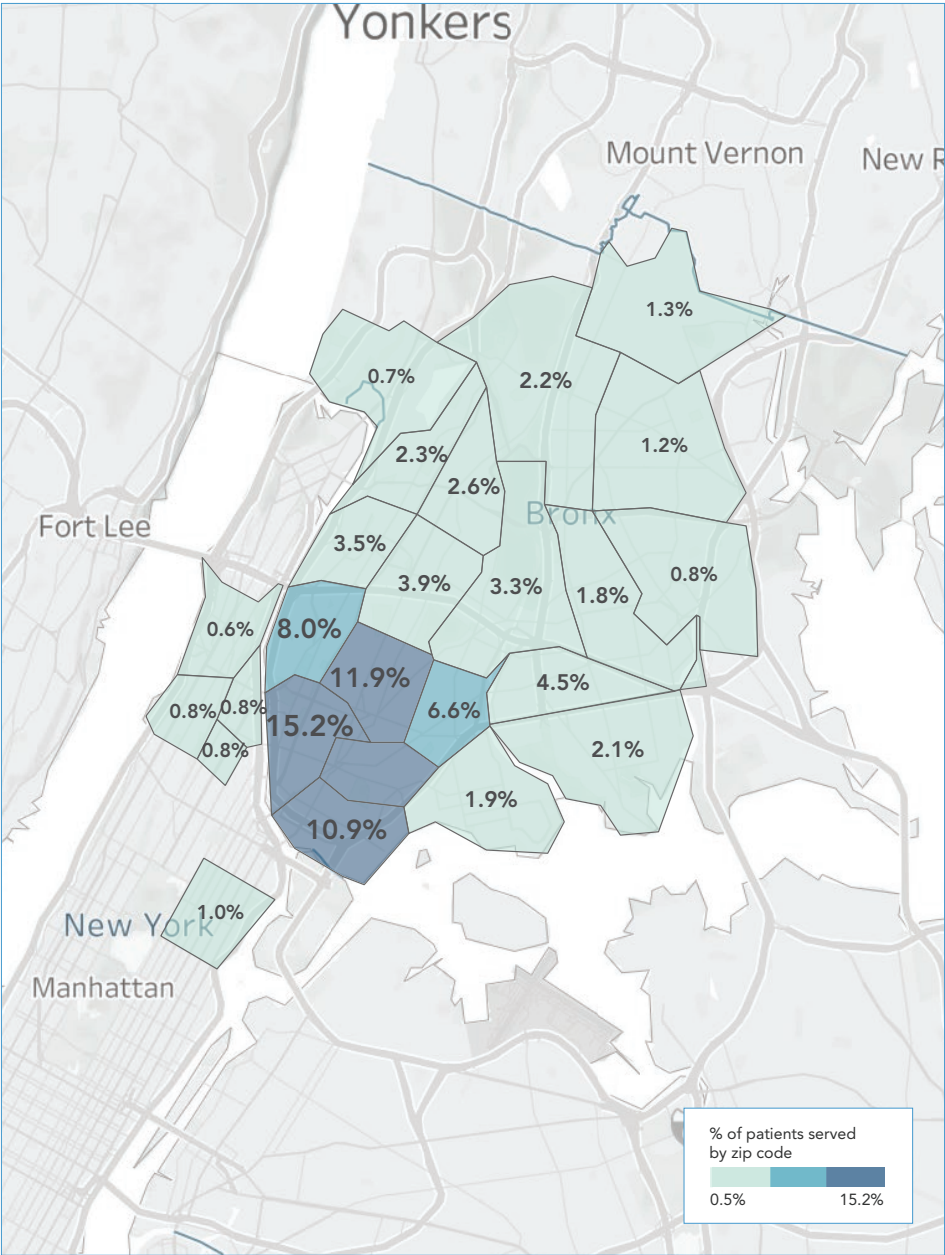 Yonkers
Mount Vernon
New R
1.3%
0.7%
2.2%
2.3%
1.2%
2.6%
Bronx
Fort Lee
3.5%
3.9%
3.3%
1.8%
0.8%
0.6%
8.0%
11.9%
4.5%
0.8%
0.8%
6.6%
15.2%
0.8%
2.1%
1.9%
10.9%
1.0%
New York
Manhattan
% of patients served
by zip code
0.5%
15.2%